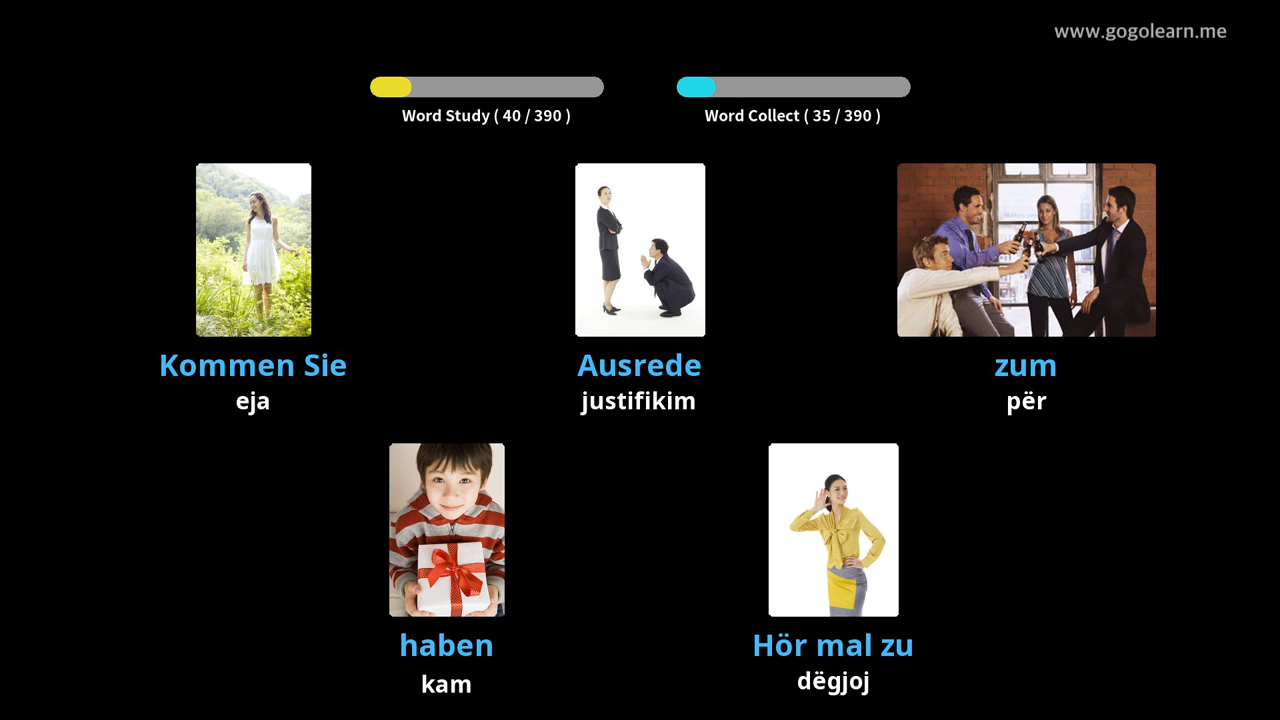 www.gogolearn.me
Word Study ( 40 / 390 )
Word Collect ( 35 / 390 )
Kommen Sie
eja
Ausrede
justifikim
zum
për
haben
kam
Hör mal zu
dëgjoj